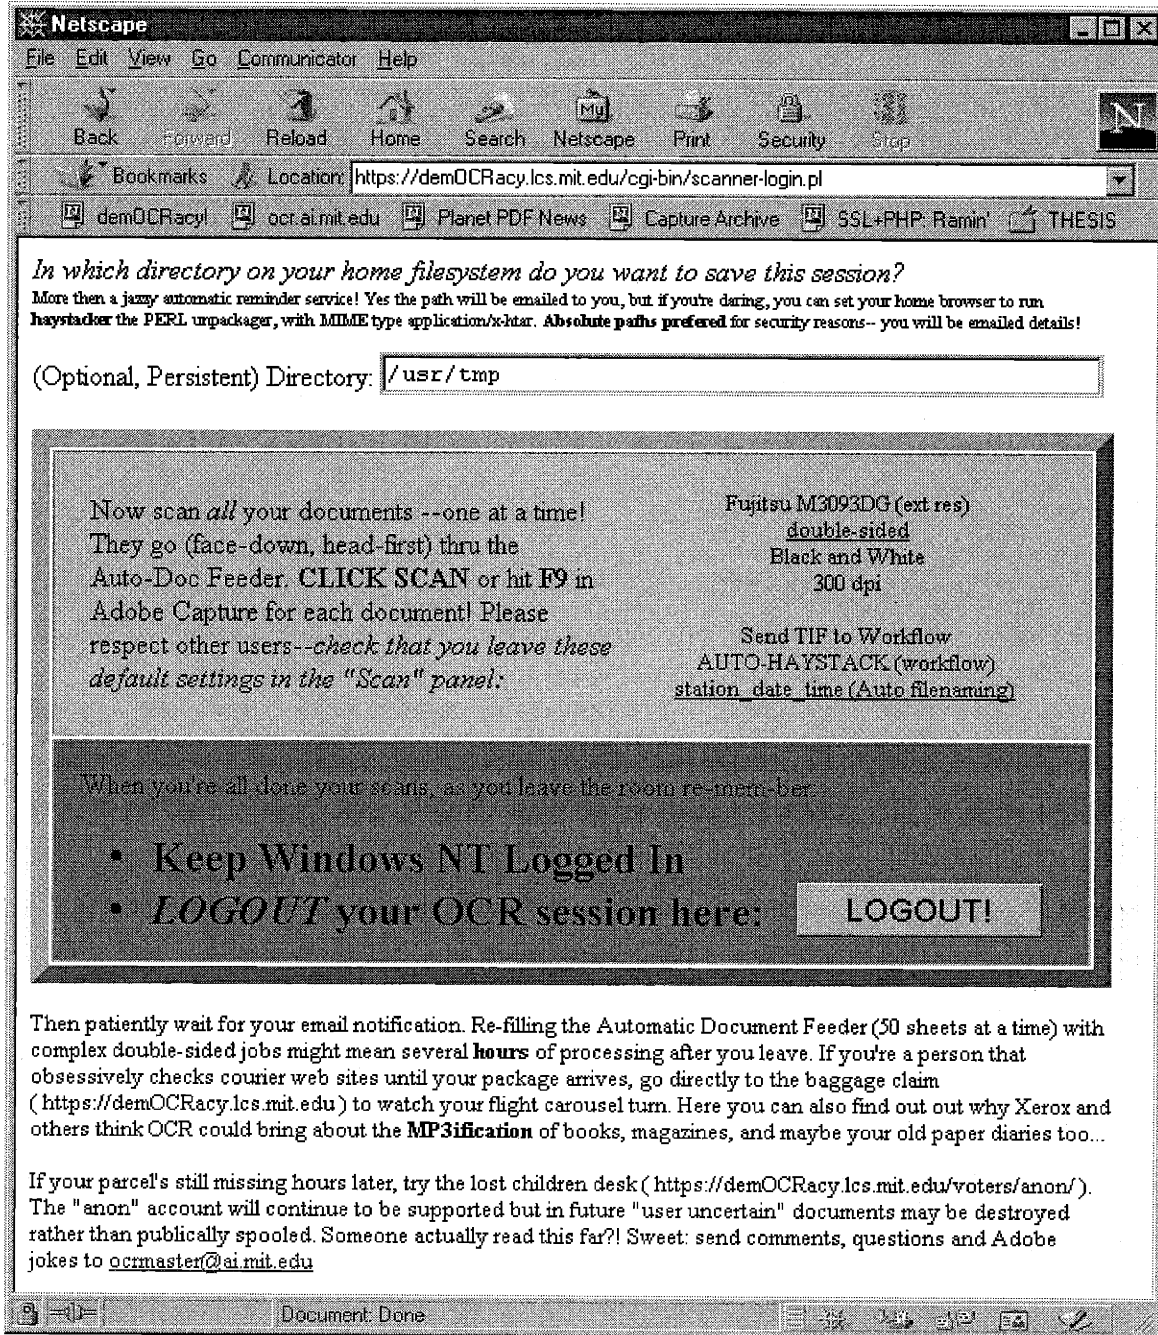 Netscape
File Edit View Go Communicator Help
Back Forward Reload Home Search Netscape Print Security Stop
Bookmarks Location: https://demOCRacy.lcs.mit.edu/cgi-bin/scanner-login.pl
demOCRacy! ocr.ai.mit.edu Planet PDF News Capture Archive SSL+PHP: Ramin' THESIS
In which directory on your home filesystem do you want to save this session?
More then a jazzy automatic reminder service! Yes the path will be emailed to you, but if you're daring, you can set your home browser to run
haystacker the PERL unpackager, with MIME type application/x-htar. Absolute paths prefered for security reasons-- you will be emailed details!
(Optional, Persistent) Directory: /usr/tmp
Now scan all your documents --one at a time!
They go (face-down, head-first) thru the
Auto-Doc Feeder. CLICK SCAN or hit F9 in
Adobe Capture for each document! Please
respect other users--check that you leave these
default settings in the "Scan" panel:
Fujitsu M3093DG (ext res)
double-sided
Black and White
300 dpi
Send TIF to Workflow
AUTO-HAYSTACK (workflow)
station_date_time (Auto filenaming)
When you're all done your scans, as you leave the room re-mem-ber
• Keep Windows NT Logged In
• LOGOUT your OCR session here: LOGOUT!
Then patiently wait for your email notification. Re-filling the Automatic Document Feeder (50 sheets at a time) with
complex double-sided jobs might mean several hours of processing after you leave. If you're a person that
obsessively checks courier web sites until your package arrives, go directly to the baggage claim
( https://demOCRacy.lcs.mit.edu ) to watch your flight carousel turn. Here you can also find out out why Xerox and
others think OCR could bring about the MP3ification of books, magazines, and maybe your old paper diaries too...
If your parcel's still missing hours later, try the lost children desk ( https://demOCRacy.lcs.mit.edu/voters/anon/ ).
The "anon" account will continue to be supported but in future "user uncertain" documents may be destroyed
rather than publically spooled. Someone actually read this far?! Sweet: send comments, questions and Adobe
jokes to ocrmaster@ai.mit.edu
Document: Done